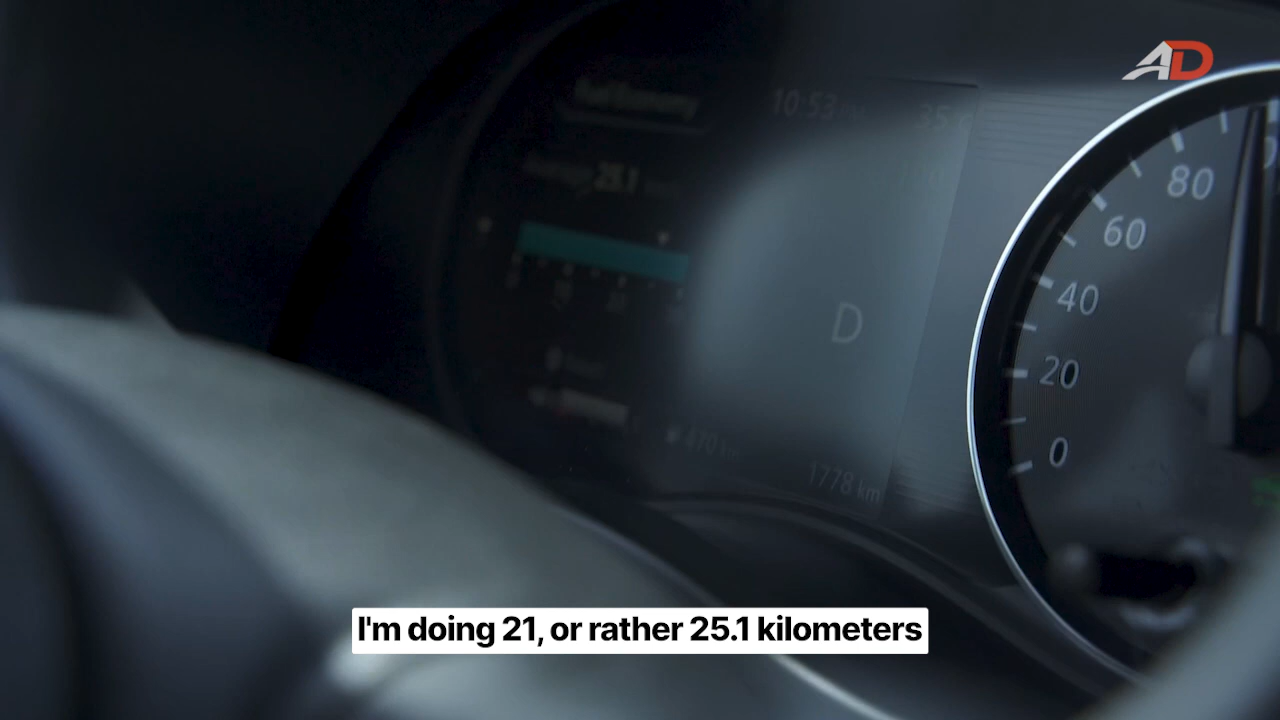 AD
Fuel Economy
10:53
35
Average 25.1
D
80
60
40
20
0
1778 km
I'm doing 21, or rather 25.1 kilometers